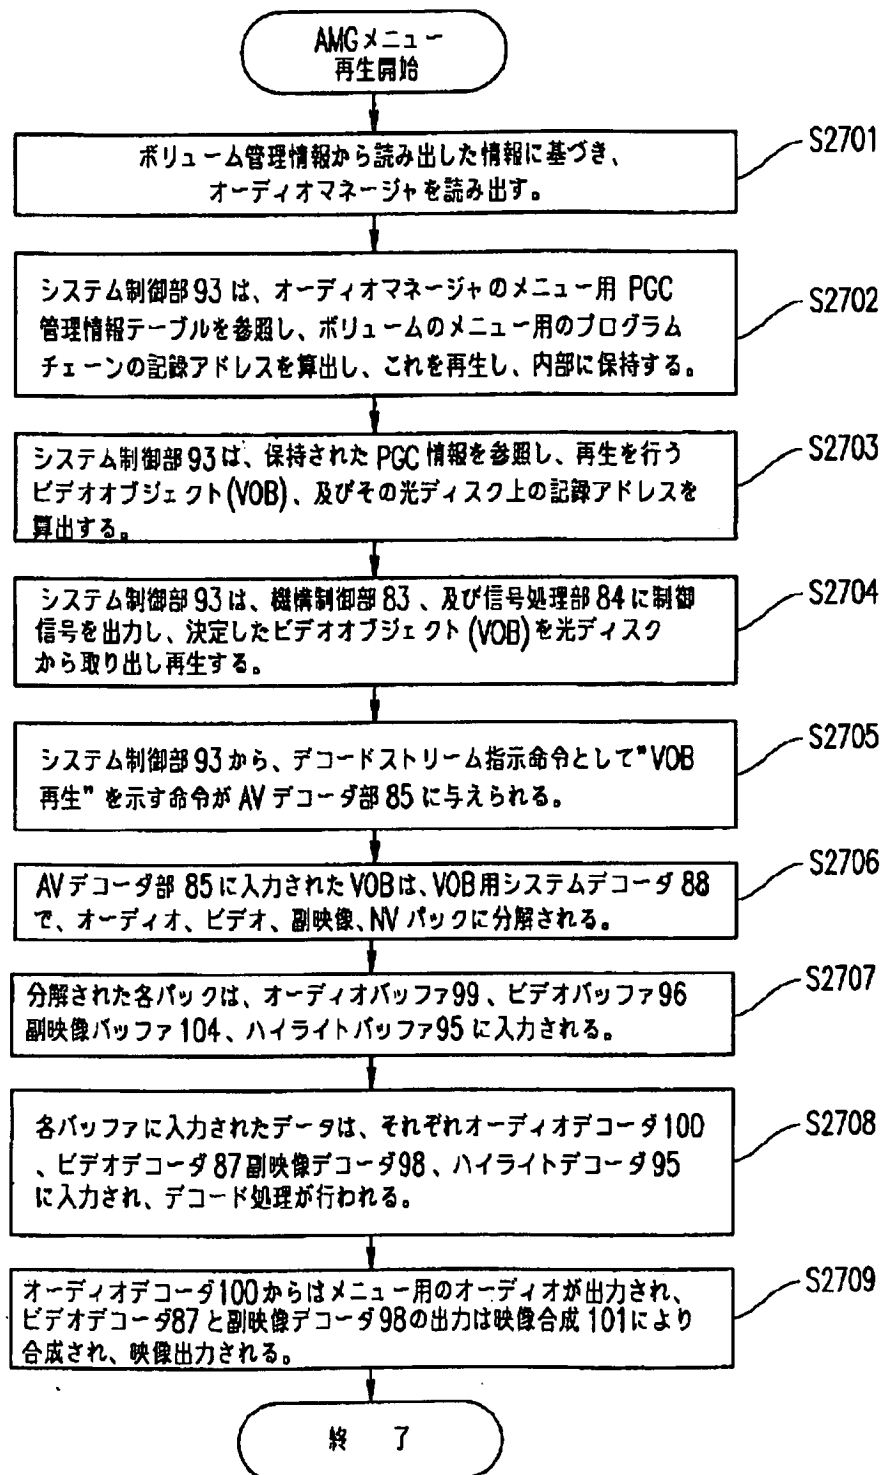 AMGメニュー
再生開始
S2701
ボリューム管理情報から読み出した情報に基づき、
オーディオマネージャを読み出す。
S2702
システム制御部93は、オーディオマネージャのメニュー用 PGC
管理情報テーブルを参照し、ボリュームのメニュー用のプログラム
チェーンの記録アドレスを算出し、これを再生し、内部に保持する。
S2703
システム制御部93は、保持された PGC 情報を参照し、再生を行う
ビデオオブジェクト(VOB)、及びその光ディスク上の記録アドレスを
算出する。
S2704
システム制御部93は、機構制御部83、及び信号処理部84に制御
信号を出力し、決定したビデオオブジェクト(VOB)を光ディスク
から取り出し再生する。
S2705
システム制御部93から、デコードストリーム指示命令として"VOB
再生"を示す命令がAVデコーダ部85に与えられる。
S2706
AVデコーダ部85に入力されたVOBは、VOB用システムデコーダ88
で、オーディオ、ビデオ、副映像、NVパックに分解される。
S2707
分解された各パックは、オーディオバッファ99、ビデオバッファ96
副映像バッファ104、ハイライトバッファ95に入力される。
S2708
各バッファに入力されたデータは、それぞれオーディオデコーダ100
、ビデオデコーダ87副映像デコーダ98、ハイライトデコーダ95
に入力され、デコード処理が行われる。
S2709
オーディオデコーダ100からはメニュー用のオーディオが出力され、
ビデオデコーダ87と副映像デコーダ98の出力は映像合成101により
合成され、映像出力される。
終 了